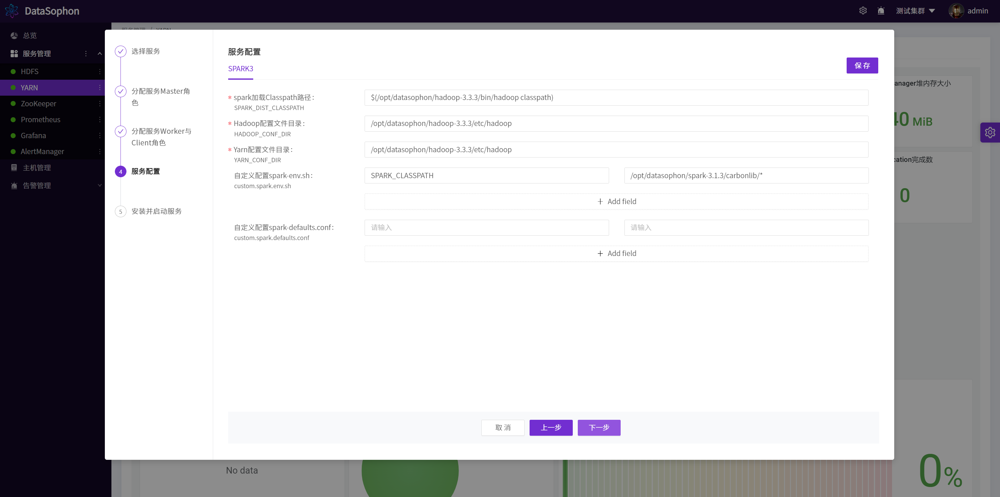 DataSophon
测试集群
admin
总览
服务管理
HDFS
YARN
ZooKeeper
Prometheus
Grafana
AlertManager
主机管理
告警管理
服务管理 / YARN
选择服务
分配服务Master角
色
分配服务Worker与
Client角色
4
服务配置
5
安装并启动服务
服务配置
SPARK3
保存
* spark加载Classpath路径：
SPARK_DIST_CLASSPATH
$(/opt/datasophon/hadoop-3.3.3/bin/hadoop classpath)
* Hadoop配置文件目录：
HADOOP_CONF_DIR
/opt/datasophon/hadoop-3.3.3/etc/hadoop
* Yarn配置文件目录：
YARN_CONF_DIR
/opt/datasophon/hadoop-3.3.3/etc/hadoop
自定义配置spark-env.sh：
custom.spark.env.sh
SPARK_CLASSPATH
/opt/datasophon/spark-3.1.3/carbonlib/*
+ Add field
自定义配置spark-defaults.conf：
custom.spark.defaults.conf
请输入
请输入
+ Add field
取消
上一步
下一步
anager堆内存大小
40 MiB
cation完成数
0
No data
0%